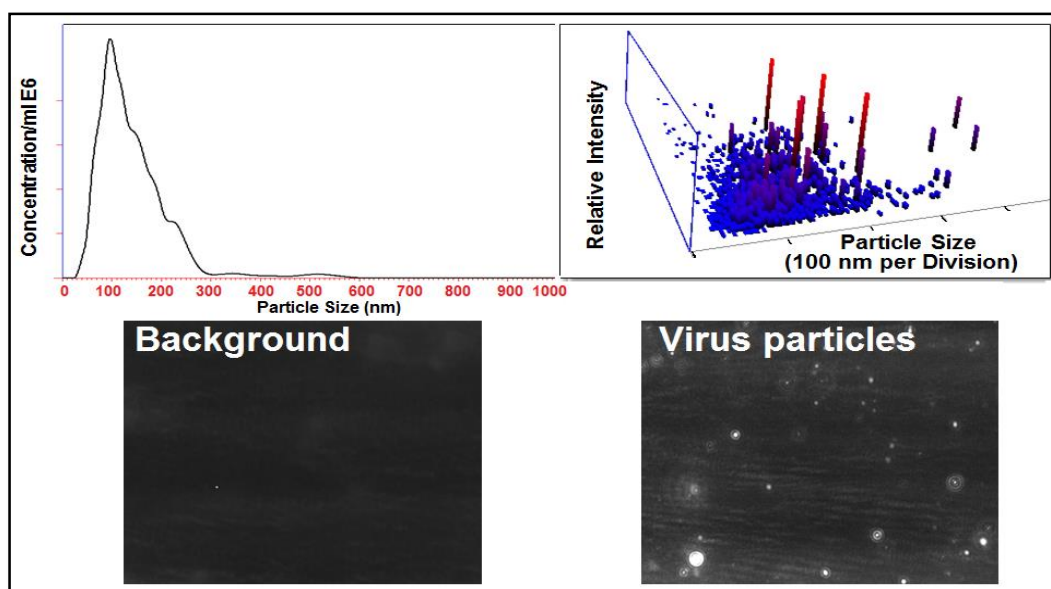 Concentration/ml E6
0 100 200 300 400 500 600 700 800 900 1000
Particle Size (nm)
Relative Intensity
Particle Size
(100 nm per Division)
Background
Virus particles